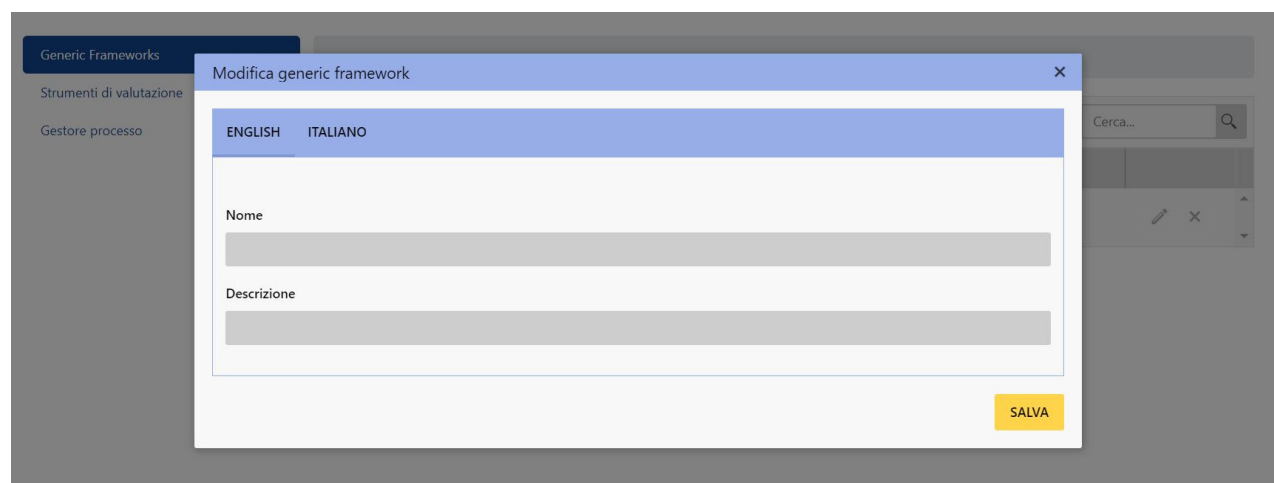 Generic Frameworks
Strumenti di valutazione
Gestore processo
Modifica generic framework
ENGLISH ITALIANO
Nome
Descrizione
SALVA
Cerca...